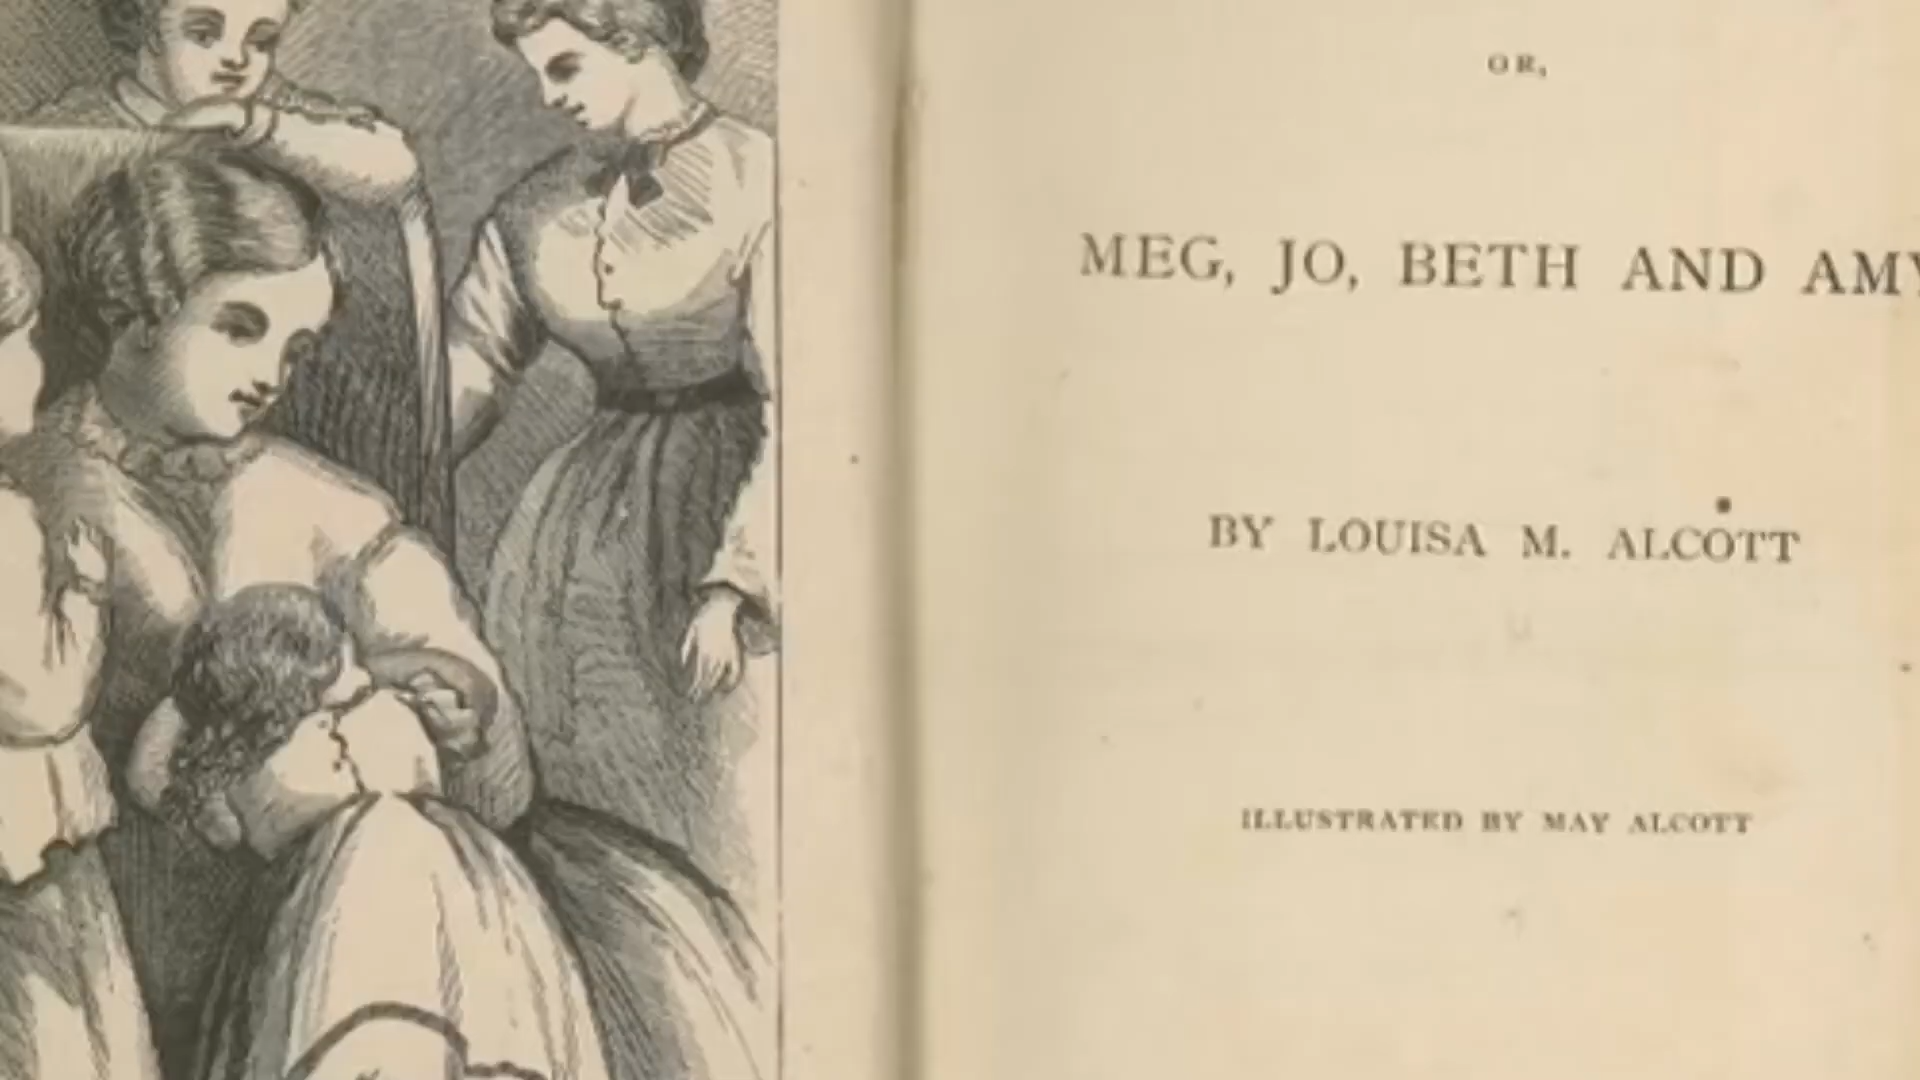 OR,
MEG, JO, BETH AND AMY
BY LOUISA M. ALCOTT
ILLUSTRATED BY MAY ALCOTT